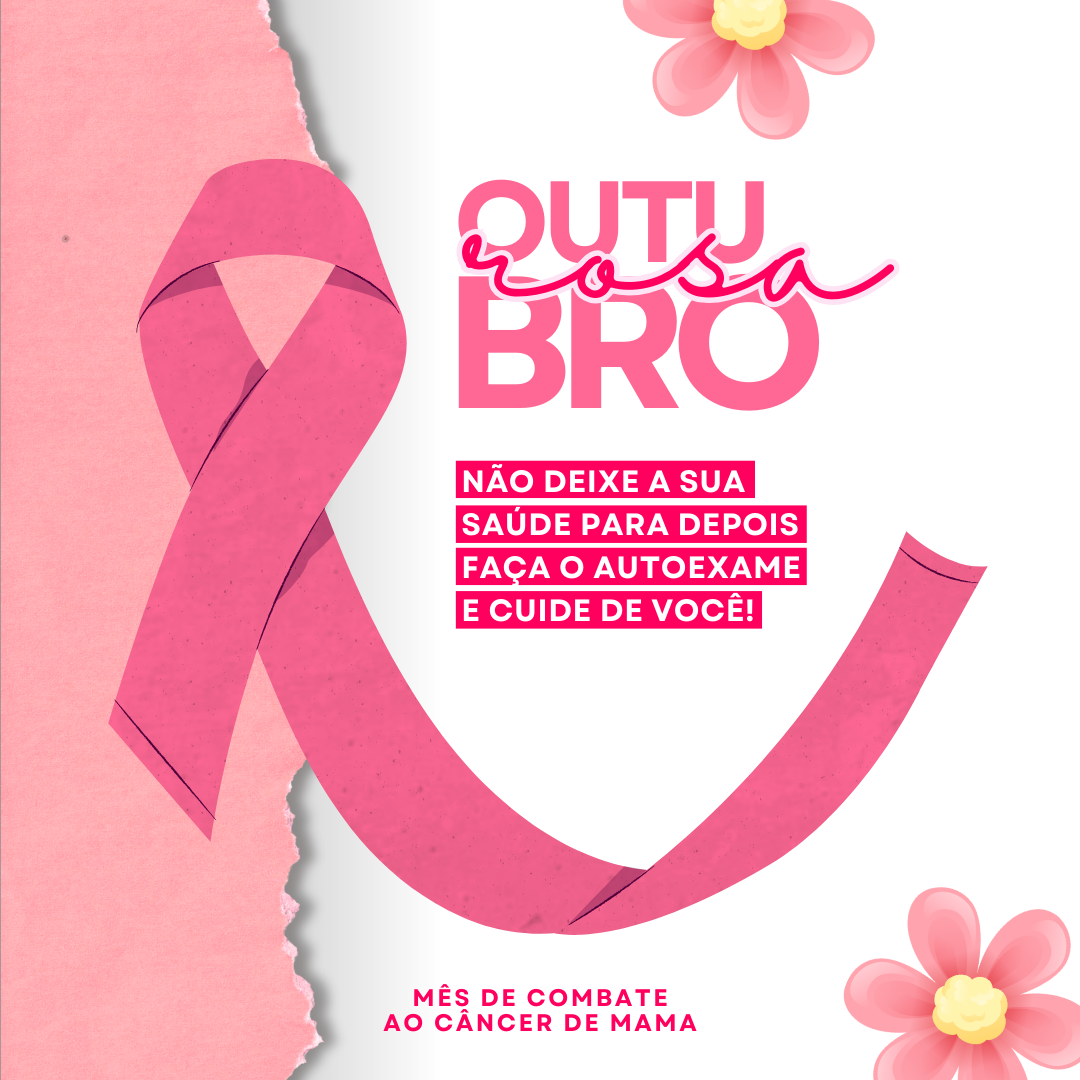 OUTU
rosa
BRO
NÃO DEIXE A SUA
SAÚDE PARA DEPOIS
FAÇA O AUTOEXAME
E CUIDE DE VOCÊ!
MÊS DE COMBATE
AO CÂNCER DE MAMA